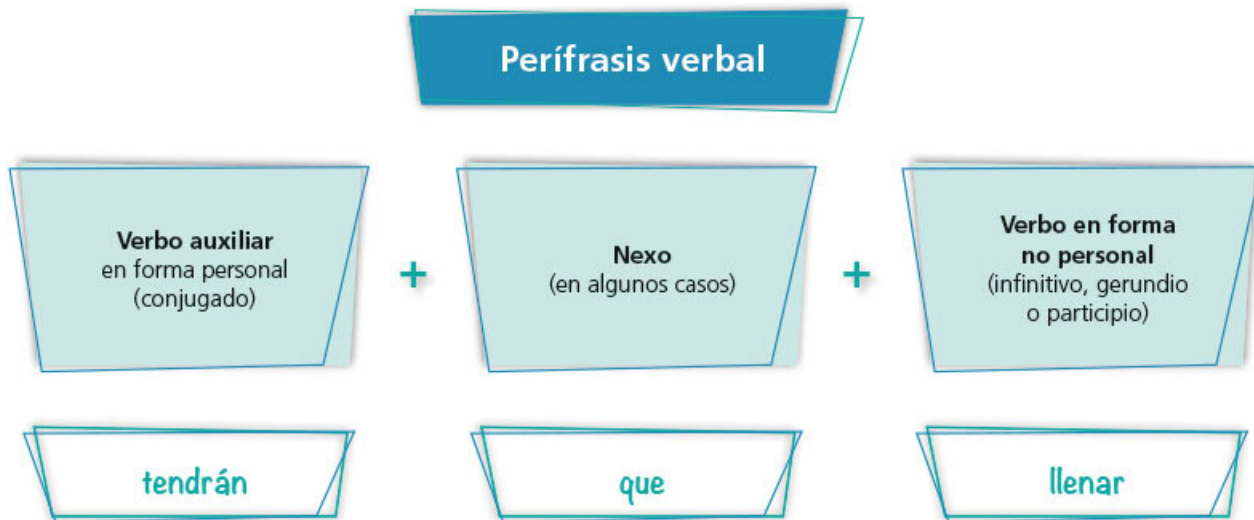 Perífrasis verbal
Verbo auxiliar
en forma personal
(conjugado)
+
Nexo
(en algunos casos)
+
Verbo en forma
no personal
(infinitivo, gerundio
o participio)
tendrán
que
llenar